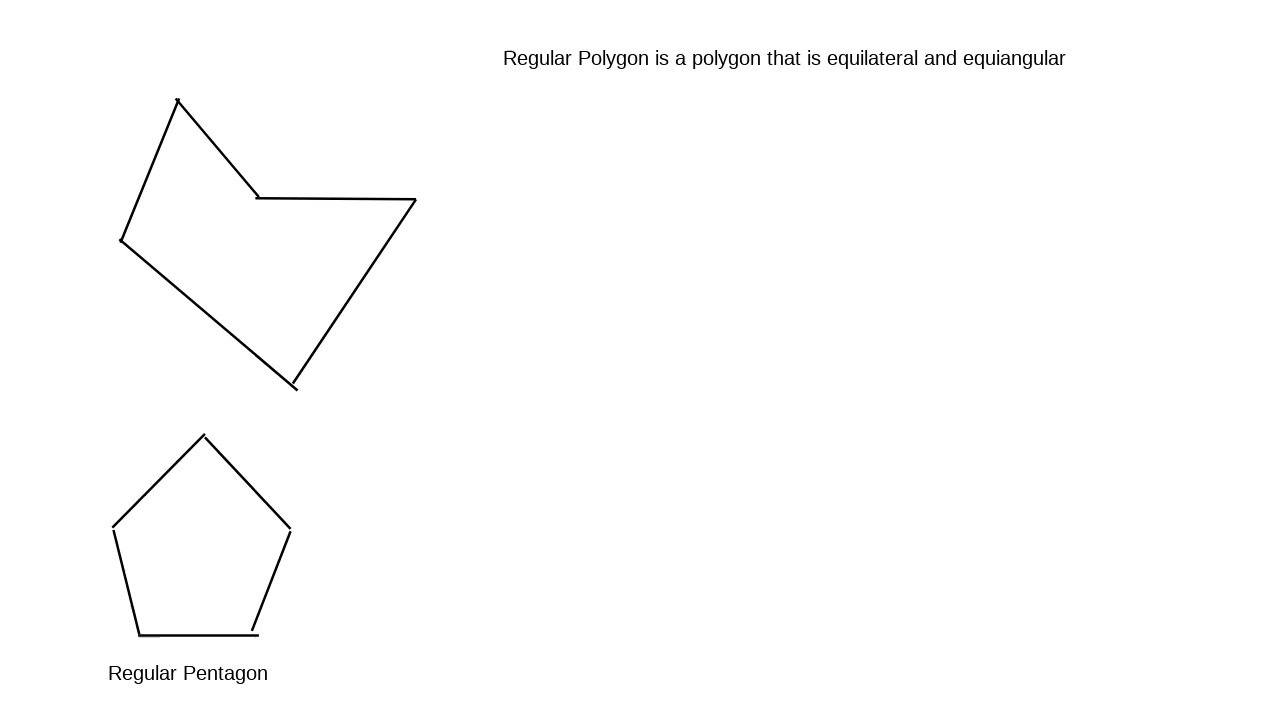 Regular Polygon is a polygon that is equilateral and equiangular
Regular Pentagon